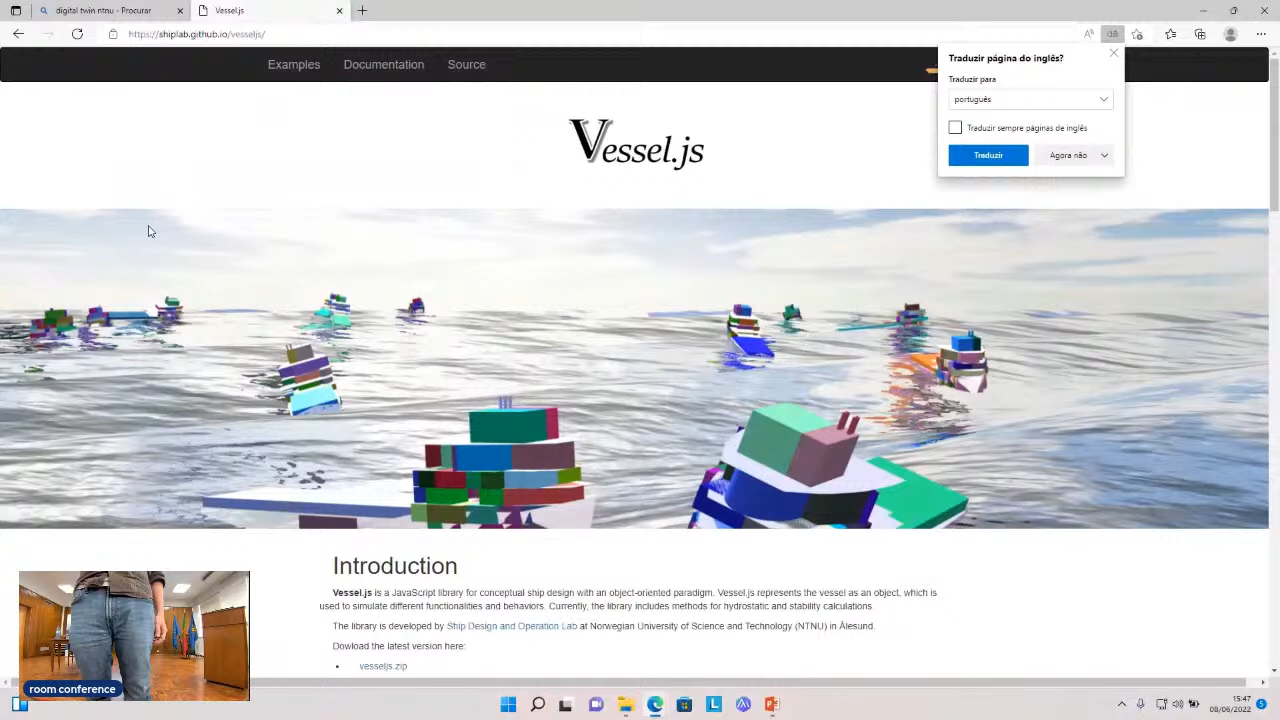 digital twin ntnu - Procurar
Vessel.js
https://shiplab.github.io/vesseljs/
Examples
Documentation
Source
Traduzir página do inglês?
Traduzir para
português
Traduzir sempre páginas de inglês
Traduzir
Agora não
Vessel.js
Introduction
Vessel.js is a JavaScript library for conceptual ship design with an object-oriented paradigm. Vessel.js represents the vessel as an object, which is
used to simulate different functionalities and behaviors. Currently, the library includes methods for hydrostatic and stability calculations.
The library is developed by Ship Design and Operation Lab at Norwegian University of Science and Technology (NTNU) in Ålesund.
Dowload the latest version here:
• vesseljs.zip
room conference
15:47
08/06/2022
5